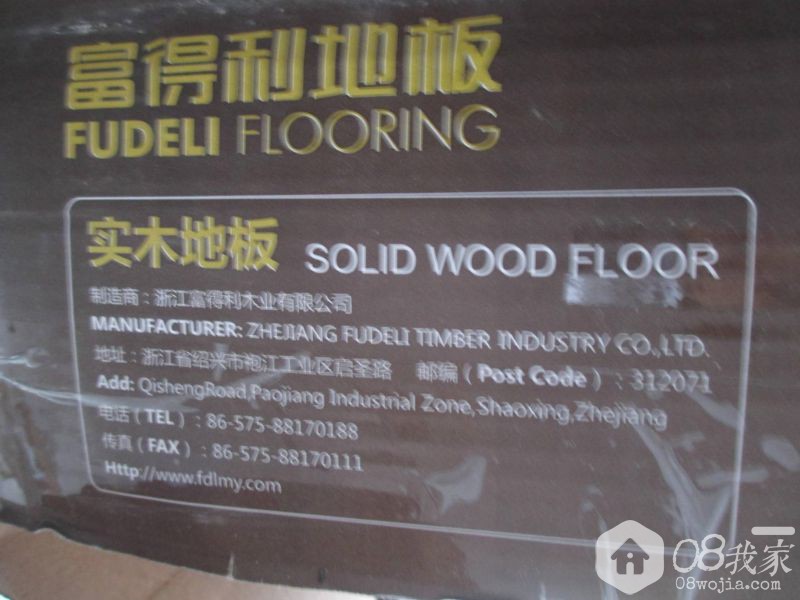 富得利地板
FUDELI FLOORING
实木地板 SOLID WOOD FLOOR
制造商：浙江富得利木业有限公司
MANUFACTURER: ZHEJIANG FUDELI TIMBER INDUSTRY CO.,LTD.
地址：浙江省绍兴市袍江工业区启圣路 邮编（Post Code）：312071
Add: QishengRoad,Paojiang Industrial Zone,Shaoxing,Zhejiang
电话（TEL）：86-575-88170188
传真（FAX）：86-575-88170111
Http://www.fdlmy.com
08我家
08wojia.com